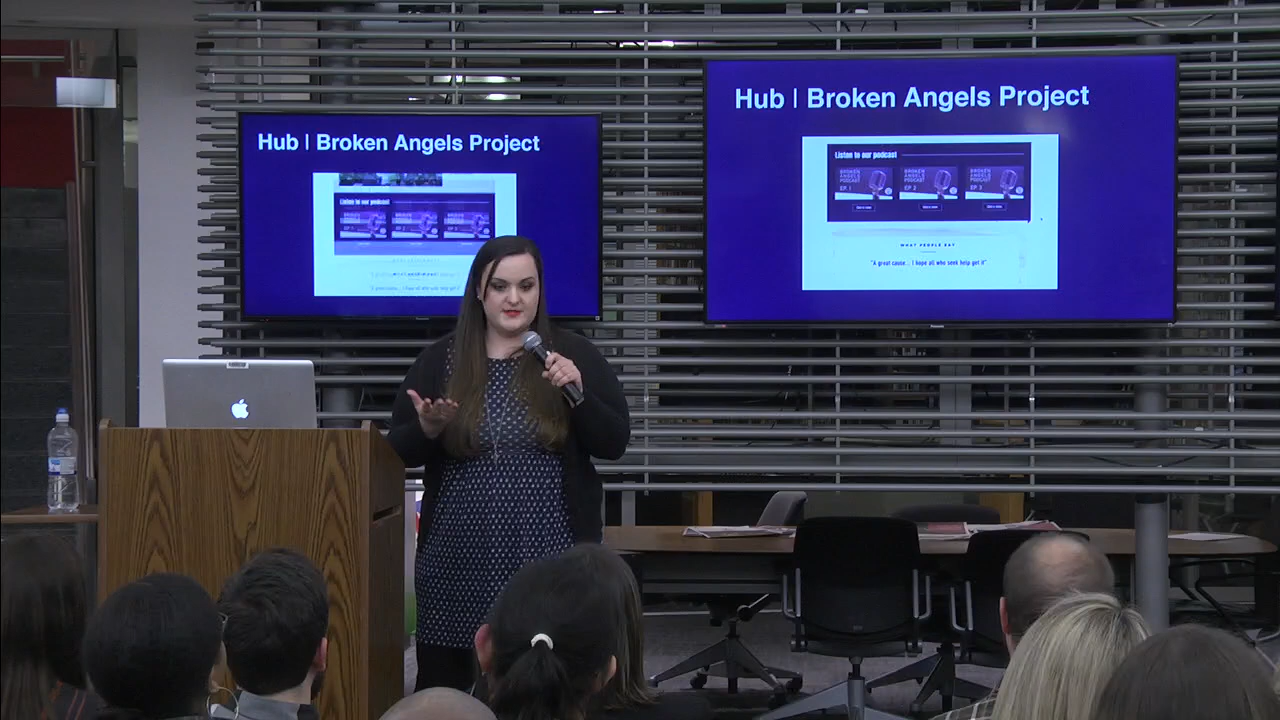 Hub | Broken Angels Project
Listen to our podcast
BROKEN ANGELS PODCAST
EP. 1
BROKEN ANGELS PODCAST
EP 2
BROKEN ANGELS PODCAST
EP. 3
WHAT PEOPLE SAY
"A great cause... I hope all who seek help get it"
Hub | Broken Angels Project
Listen to our podcast